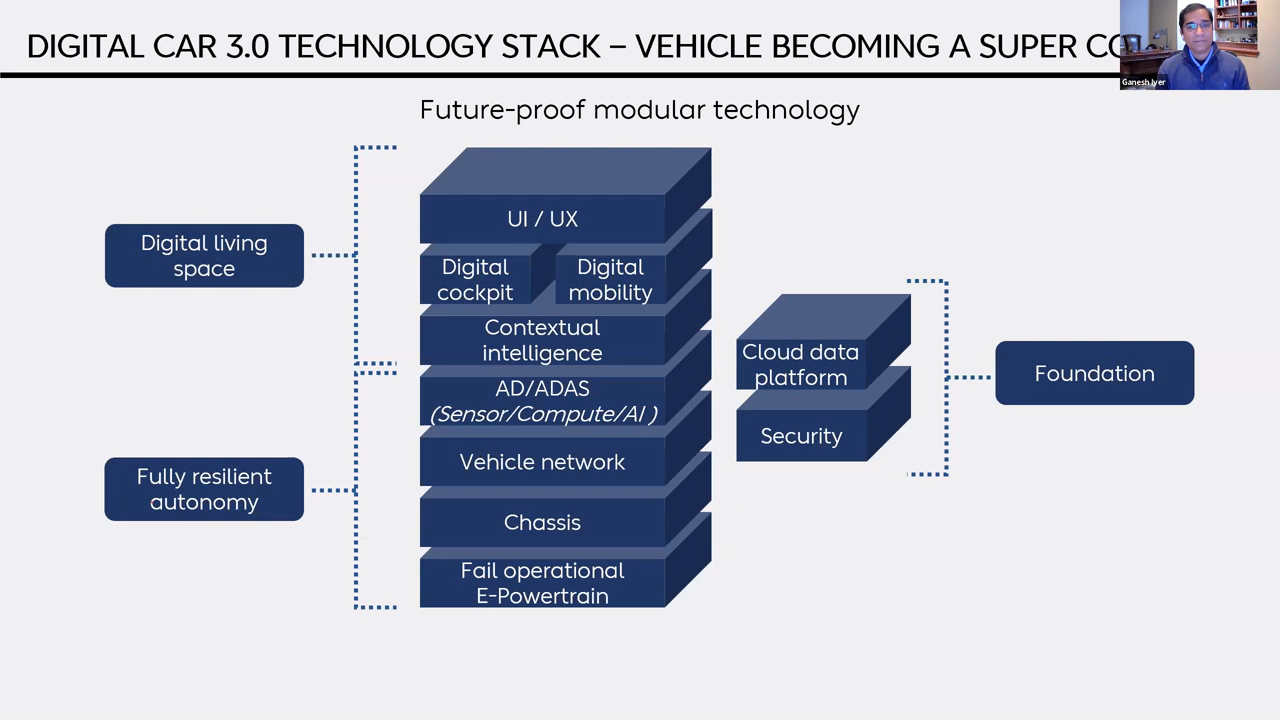 DIGITAL CAR 3.0 TECHNOLOGY STACK – VEHICLE BECOMING A SUPER
Ganesh Iyer
Future-proof modular technology
UI / UX
Digital living
space
Digital
cockpit
Digital
mobility
Contextual
intelligence
AD/ADAS
(Sensor/Compute/AI )
Vehicle network
Chassis
Fail operational
E-Powertrain
Fully resilient
autonomy
Cloud data
platform
Security
Foundation